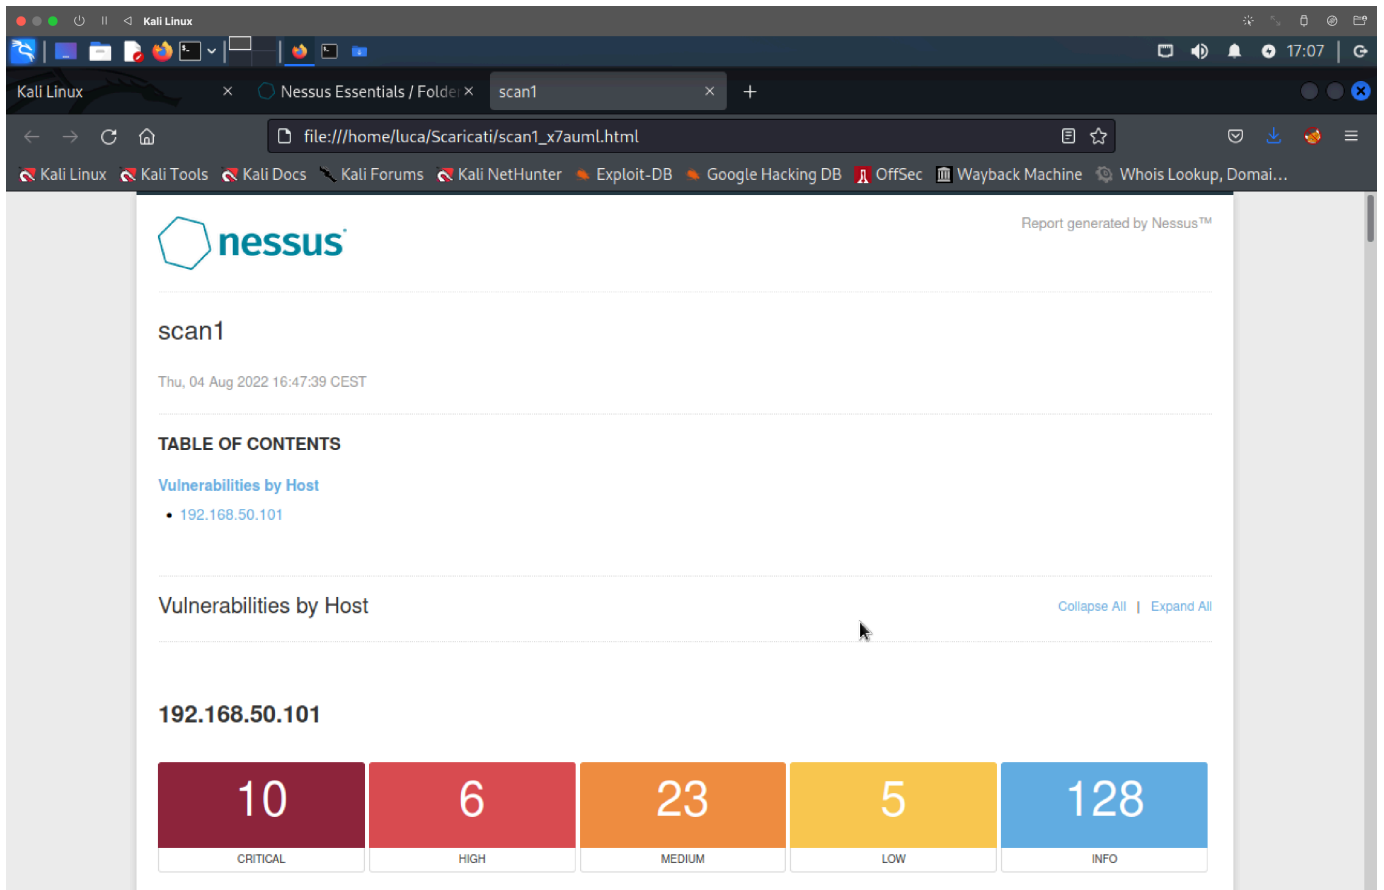 Kali Linux
17:07
Kali Linux
Nessus Essentials / Folder
scan1
file:///home/luca/Scaricati/scan1_x7auml.html
Kali Linux Kali Tools Kali Docs Kali Forums Kali NetHunter Exploit-DB Google Hacking DB OffSec Wayback Machine Whois Lookup, Domai...
nessus
Report generated by Nessus™
scan1
Thu, 04 Aug 2022 16:47:39 CEST
TABLE OF CONTENTS
Vulnerabilities by Host
• 192.168.50.101
Vulnerabilities by Host
Collapse All | Expand All
192.168.50.101
10 6 23 5 128
CRITICAL HIGH MEDIUM LOW INFO